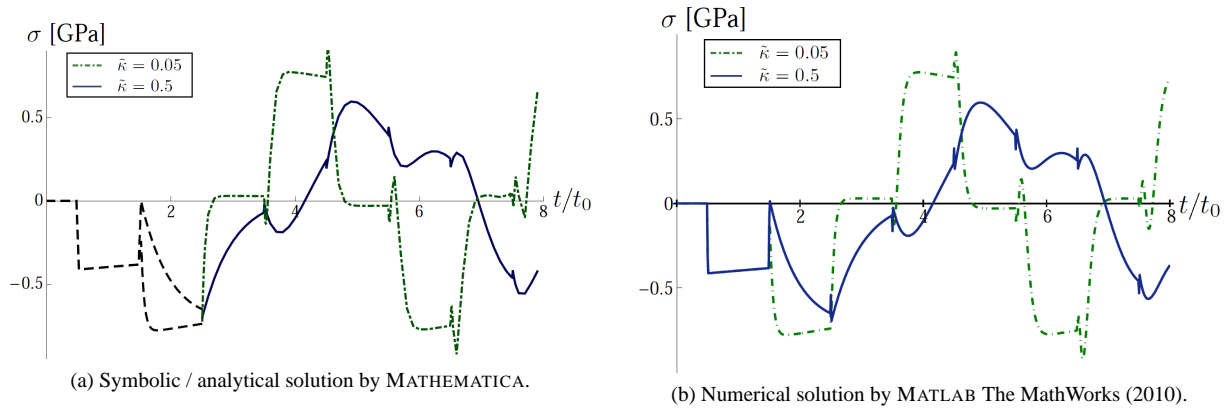 σ [GPa]
κ̃ = 0.05
κ̃ = 0.5
0.5
0
−0.5
2
4
6
8
t/t₀
(a) Symbolic / analytical solution by MATHEMATICA.
σ [GPa]
κ̃ = 0.05
κ̃ = 0.5
0.5
0
−0.5
2
4
6
8
t/t₀
(b) Numerical solution by MATLAB The MathWorks (2010).